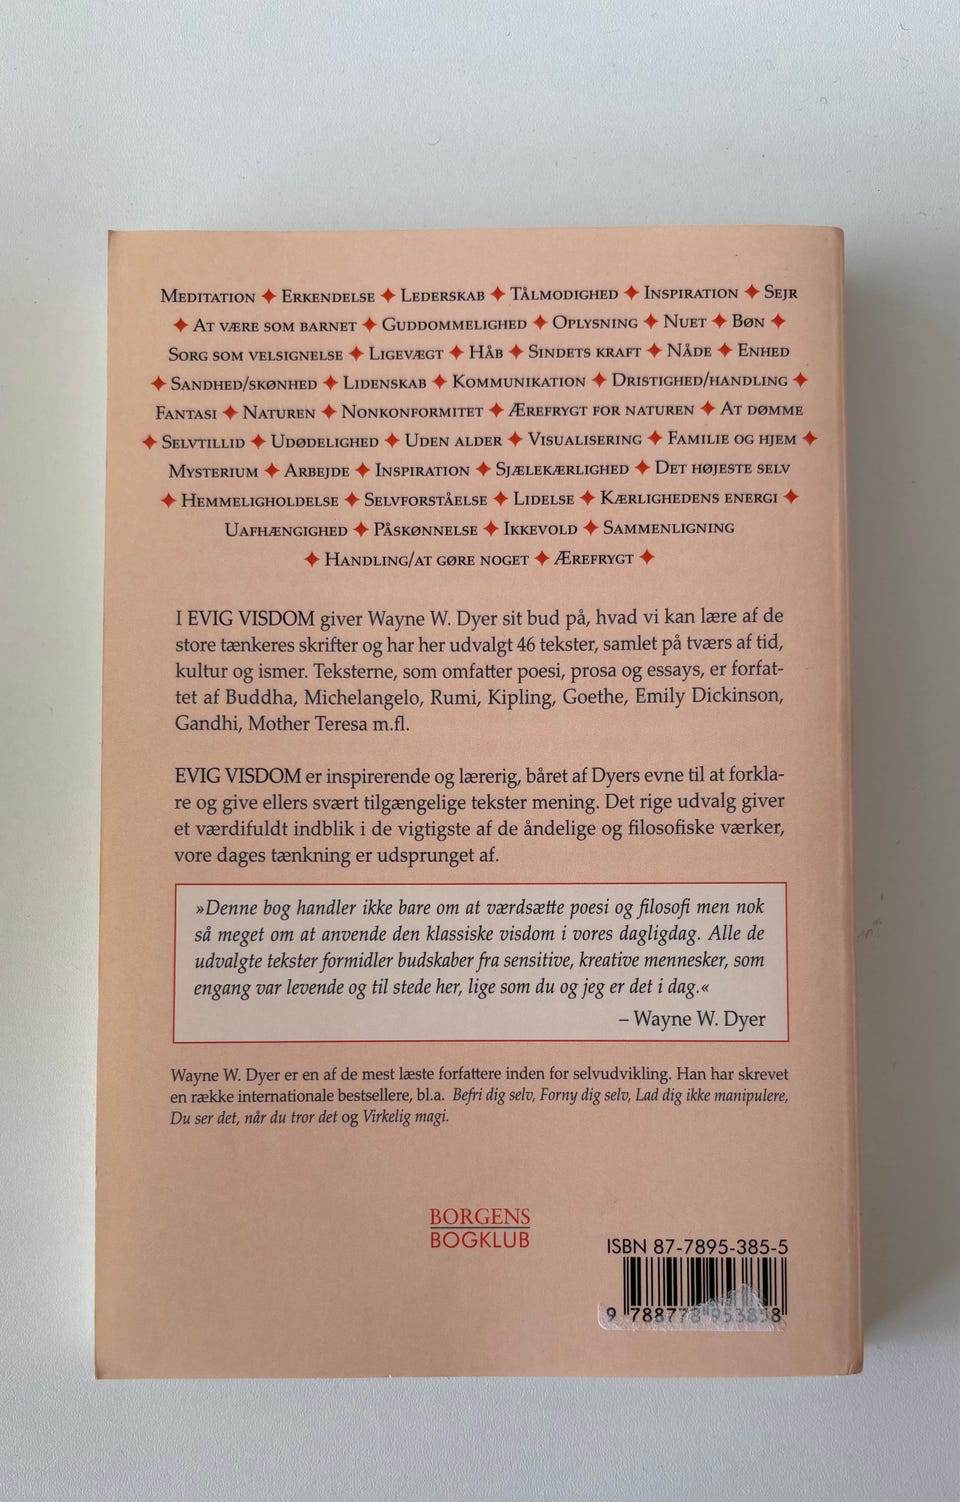 MEDITATION ✦ ERKENDELSE ✦ LEDERSKAB ✦ TÅLMODIGHED ✦ INSPIRATION ✦ SEJR
✦ AT VÆRE SOM BARNET ✦ GUDDOMMELIGHED ✦ OPLYSNING ✦ NUET ✦ BØN ✦
SORG SOM VELSIGNELSE ✦ LIGEVÆGT ✦ HÅB ✦ SINDETS KRAFT ✦ NÅDE ✦ ENHED
✦ SANDHED/SKØNHED ✦ LIDENSKAB ✦ KOMMUNIKATION ✦ DRISTIGHED/HANDLING ✦
FANTASI ✦ NATUREN ✦ NONKONFORMITET ✦ ÆREFRYGT FOR NATUREN ✦ AT DØMME
✦ SELVTILLID ✦ UDØDELIGHED ✦ UDEN ALDER ✦ VISUALISERING ✦ FAMILIE OG HJEM ✦
MYSTERIUM ✦ ARBEJDE ✦ INSPIRATION ✦ SJÆLEKÆRLIGHED ✦ DET HØJESTE SELV
✦ HEMMELIGHOLDELSE ✦ SELVFORSTÅELSE ✦ LIDELSE ✦ KÆRLIGHEDENS ENERGI ✦
UAFHÆNGIGHED ✦ PÅSKØNNELSE ✦ IKKEVOLD ✦ SAMMENLIGNING
✦ HANDLING/AT GØRE NOGET ✦ ÆREFRYGT ✦
I EVIG VISDOM giver Wayne W. Dyer sit bud på, hvad vi kan lære af de
store tænkeres skrifter og har her udvalgt 46 tekster, samlet på tværs af tid,
kultur og ismer. Teksterne, som omfatter poesi, prosa og essays, er forfat-
tet af Buddha, Michelangelo, Rumi, Kipling, Goethe, Emily Dickinson,
Gandhi, Mother Teresa m.fl.
EVIG VISDOM er inspirerende og lærerig, båret af Dyers evne til at forkla-
re og give ellers svært tilgængelige tekster mening. Det rige udvalg giver
et værdifuldt indblik i de vigtigste af de åndelige og filosofiske værker,
vore dages tænkning er udsprunget af.
»Denne bog handler ikke bare om at værdsætte poesi og filosofi men nok
så meget om at anvende den klassiske visdom i vores dagligdag. Alle de
udvalgte tekster formidler budskaber fra sensitive, kreative mennesker, som
engang var levende og til stede her, lige som du og jeg er det i dag.«
– Wayne W. Dyer
Wayne W. Dyer er en af de mest læste forfattere inden for selvudvikling. Han har skrevet
en række internationale bestsellere, bl.a. Befri dig selv, Forny dig selv, Lad dig ikke manipulere,
Du ser det, når du tror det og Virkelig magi.
BORGENS
BOGKLUB
ISBN 87-7895-385-5
9 788778 953858